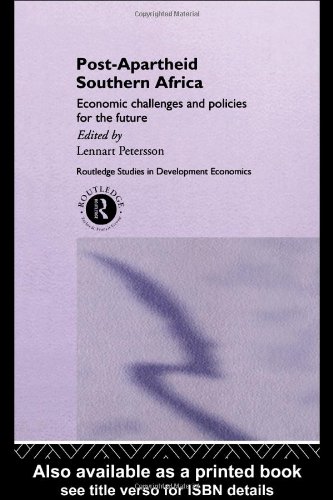 Post-Apartheid
Southern Africa
Economic challenges and policies
for the future
Edited by
Lennart Petersson
Routledge Studies in Development Economics
ROUTLEDGE
Also available as a printed book
see title verso for ISBN details